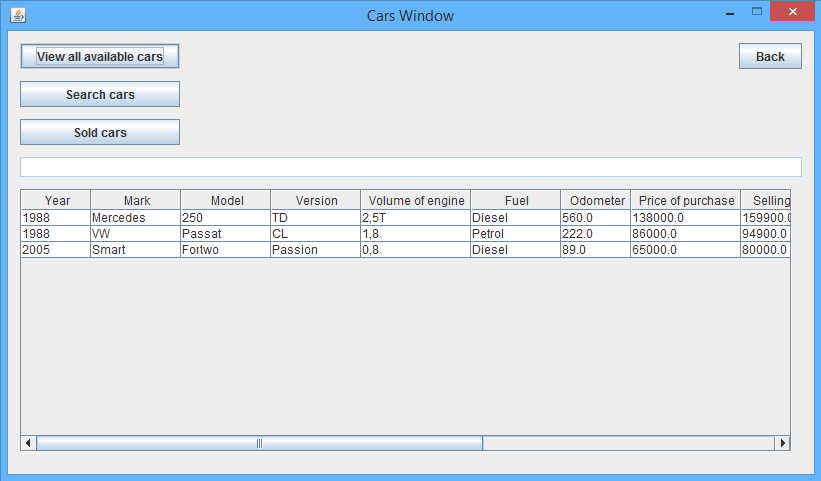 Cars Window
View all available cars
Back
Search cars
Sold cars
Year Mark Model Version Volume of engine Fuel Odometer Price of purchase Selling
1988 Mercedes 250 TD 2,5T Diesel 560.0 138000.0 159900.0
1988 VW Passat CL 1,8 Petrol 222.0 86000.0 94900.0
2005 Smart Fortwo Passion 0,8 Diesel 89.0 65000.0 80000.0